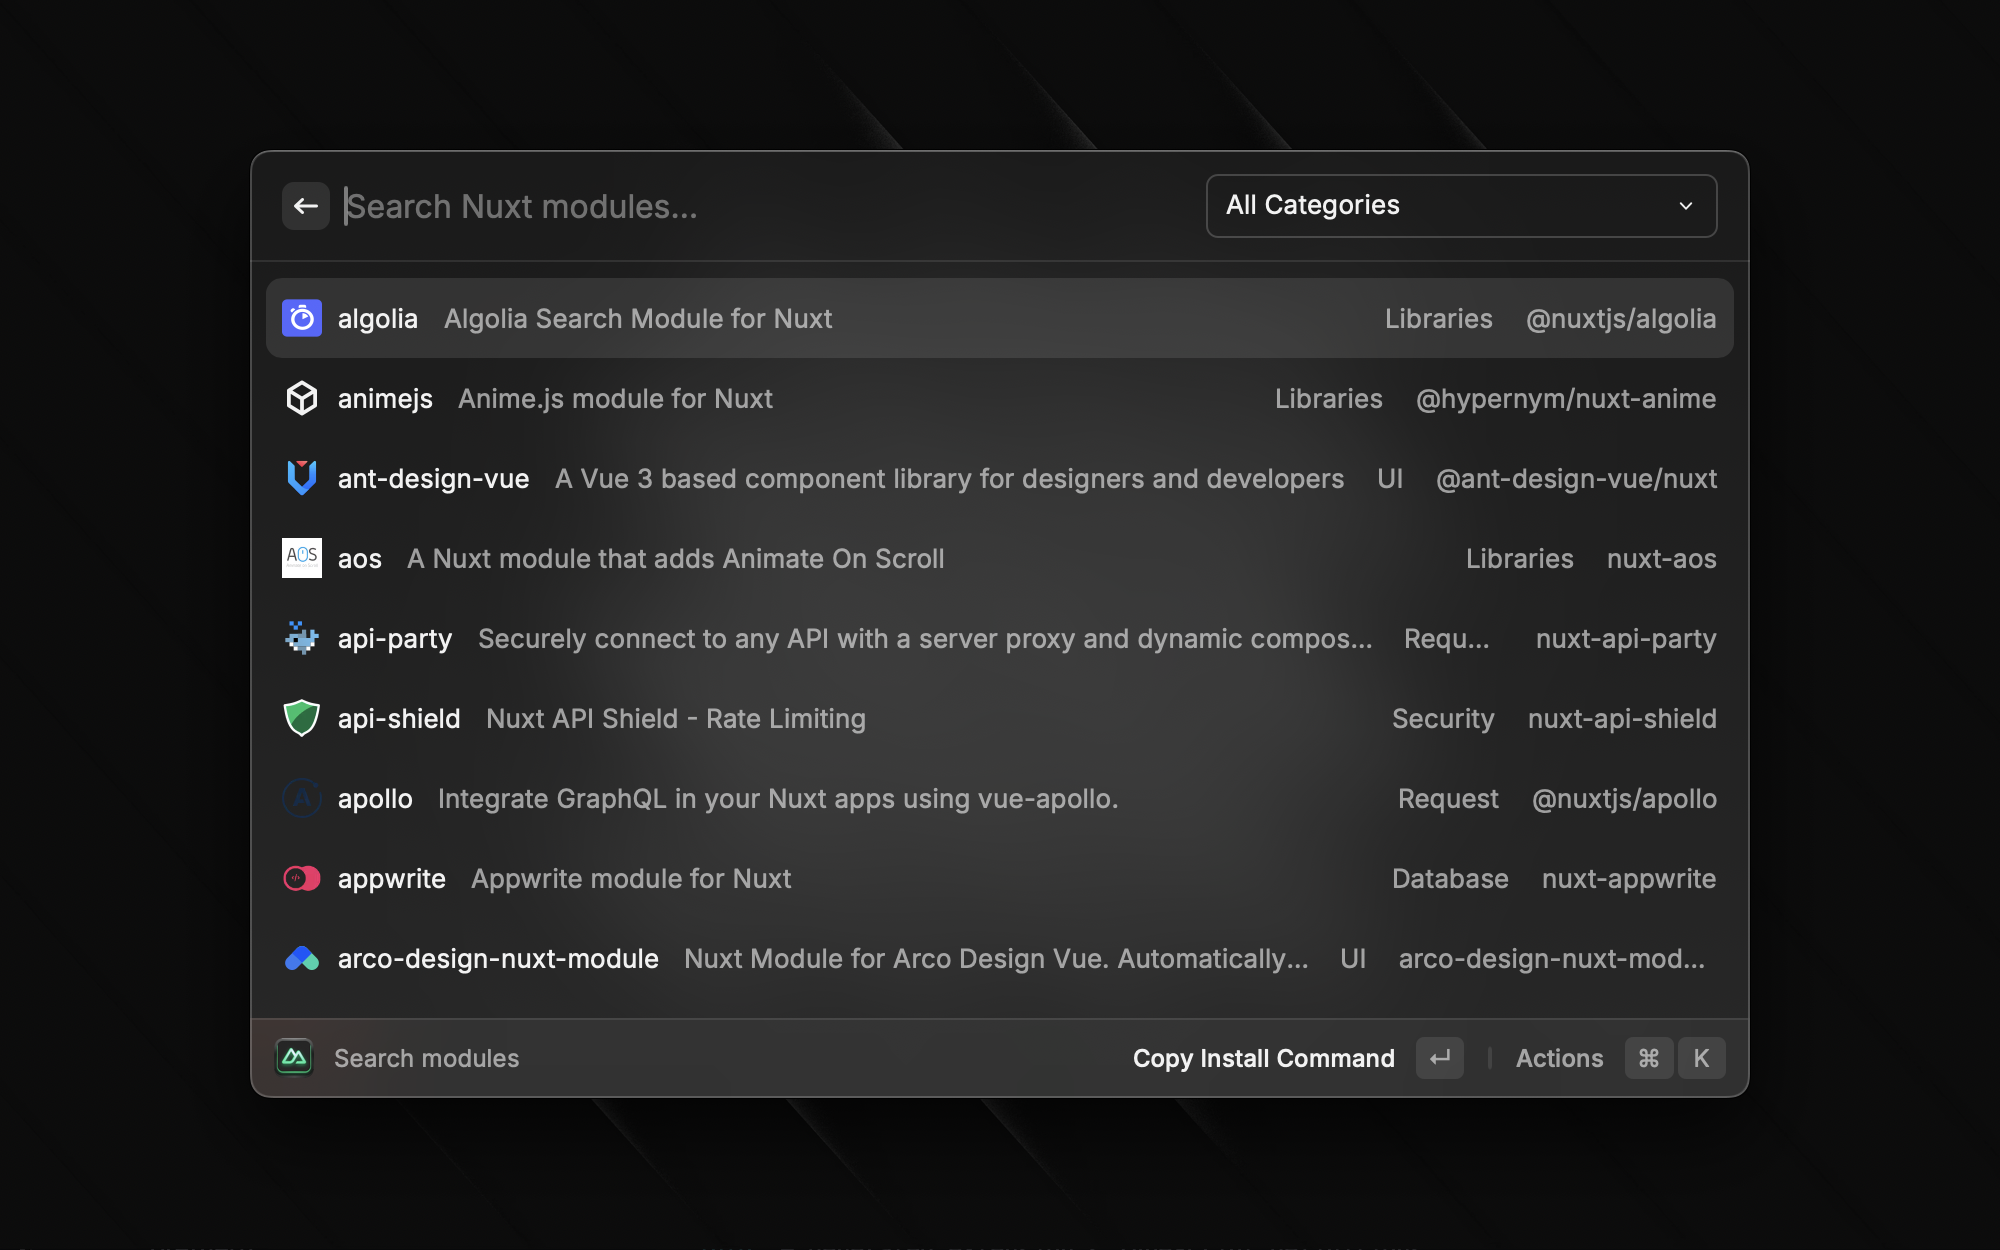 Search Nuxt modules...
All Categories
algolia Algolia Search Module for Nuxt Libraries @nuxtjs/algolia
animejs Anime.js module for Nuxt Libraries @hypernym/nuxt-anime
ant-design-vue A Vue 3 based component library for designers and developers UI @ant-design-vue/nuxt
AOS aos A Nuxt module that adds Animate On Scroll Libraries nuxt-aos
api-party Securely connect to any API with a server proxy and dynamic compos... Requ... nuxt-api-party
api-shield Nuxt API Shield - Rate Limiting Security nuxt-api-shield
A apollo Integrate GraphQL in your Nuxt apps using vue-apollo. Request @nuxtjs/apollo
appwrite Appwrite module for Nuxt Database nuxt-appwrite
arco-design-nuxt-module Nuxt Module for Arco Design Vue. Automatically... UI arco-design-nuxt-mod...
Search modules Copy Install Command ↵ Actions ⌘ K